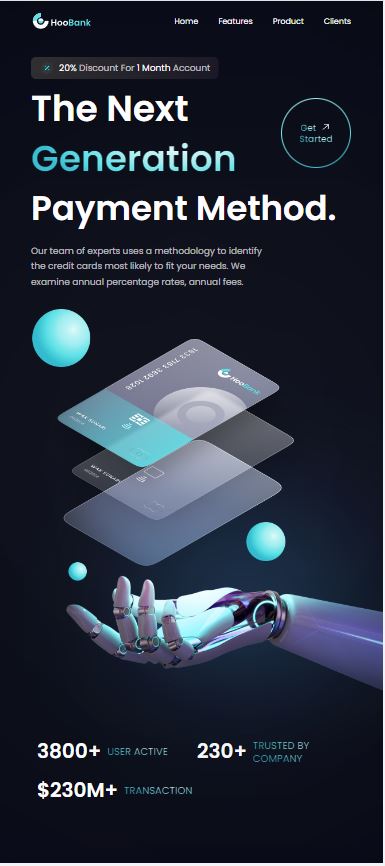 HooBank
Home Features Product Clients
20% Discount For 1 Month Account
The Next
Generation
Payment Method.
Get
Started
Our team of experts uses a methodology to identify
the credit cards most likely to fit your needs. We
examine annual percentage rates, annual fees.
HooBank
3800+ USER ACTIVE
230+ TRUSTED BY
COMPANY
$230M+ TRANSACTION